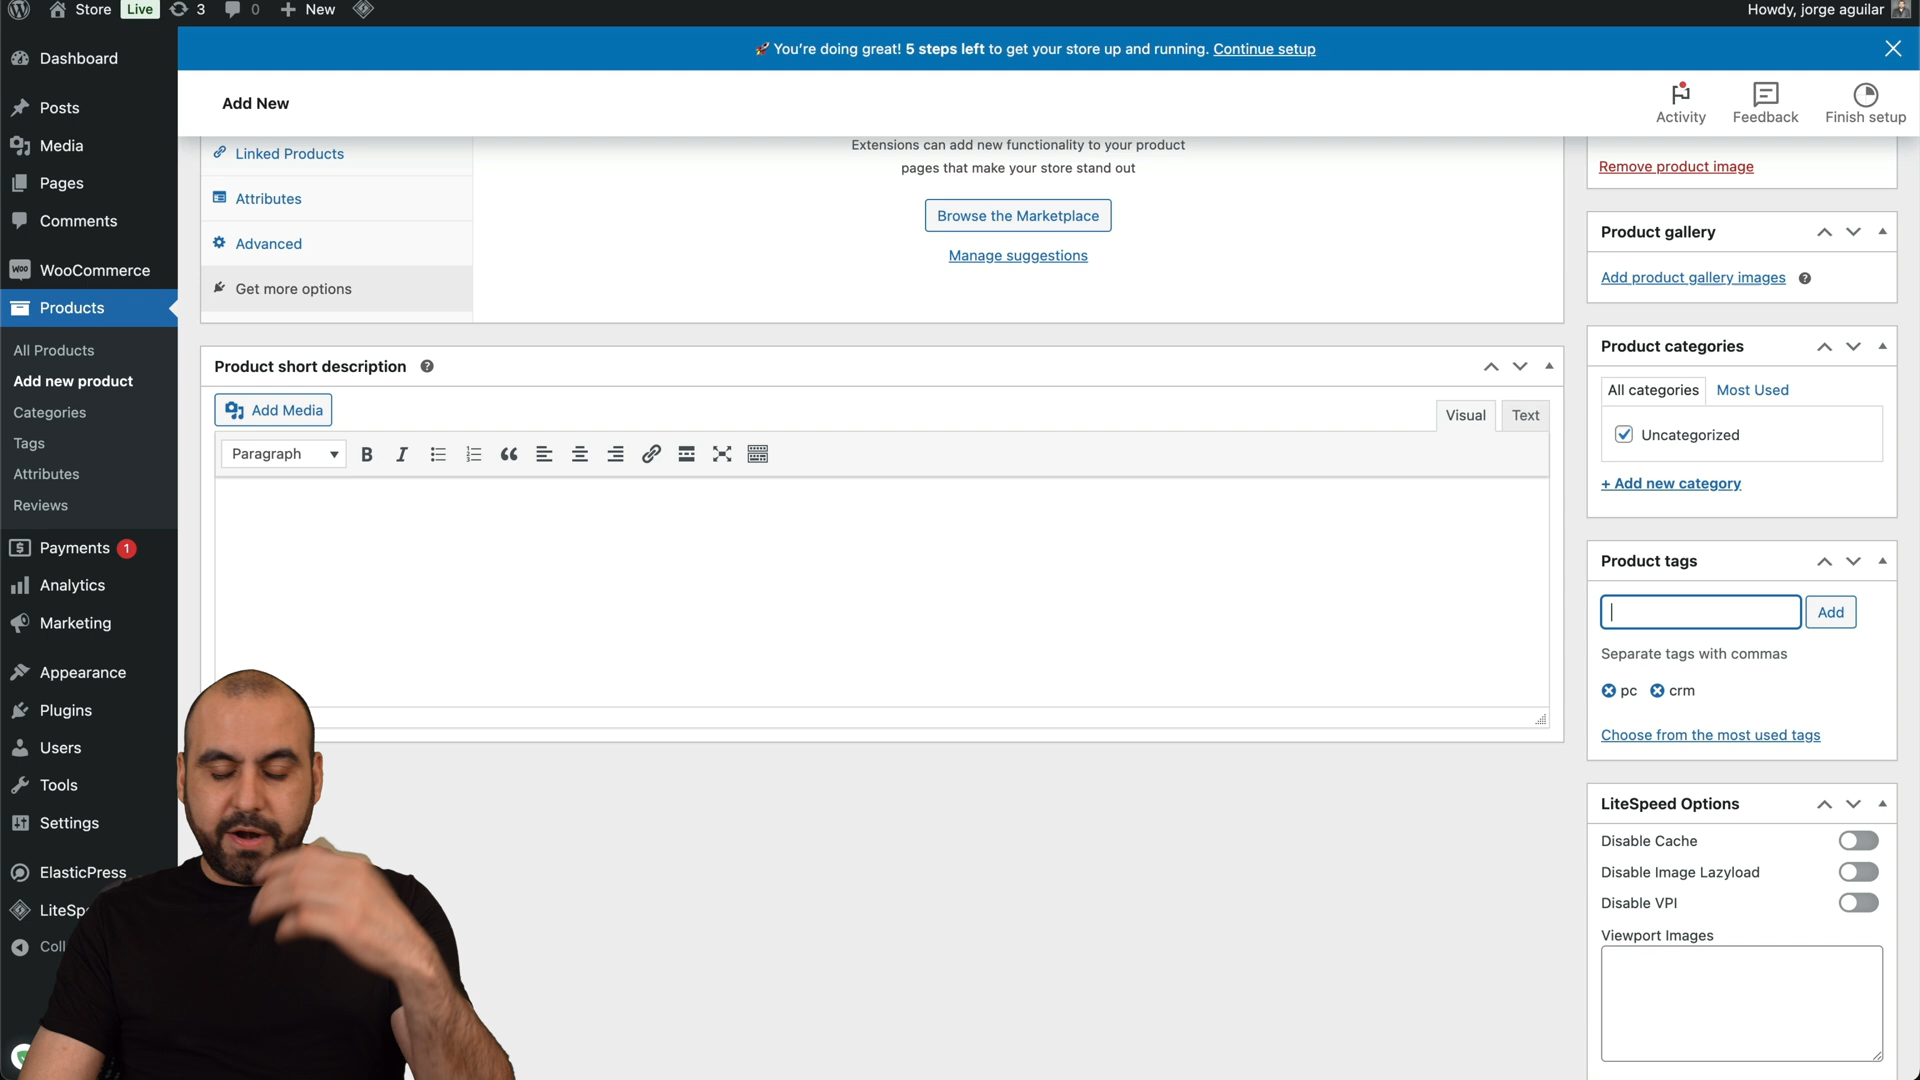 Store Live 3 0 New
Howdy, jorge aguilar
🚀 You're doing great! 5 steps left to get your store up and running. Continue setup
Add New
Activity
Feedback
Finish setup
Dashboard
Posts
Media
Pages
Comments
WooCommerce
Products
All Products
Add new product
Categories
Tags
Attributes
Reviews
Payments 1
Analytics
Marketing
Appearance
Plugins
Users
Tools
Settings
ElasticPress
LiteSp
Coll
Linked Products
Attributes
Advanced
Get more options
Extensions can add new functionality to your product
pages that make your store stand out
Browse the Marketplace
Manage suggestions
Product short description
Add Media
Visual Text
Paragraph
Remove product image
Product gallery
Add product gallery images
Product categories
All categories Most Used
Uncategorized
+ Add new category
Product tags
Add
Separate tags with commas
pc crm
Choose from the most used tags
LiteSpeed Options
Disable Cache
Disable Image Lazyload
Disable VPI
Viewport Images